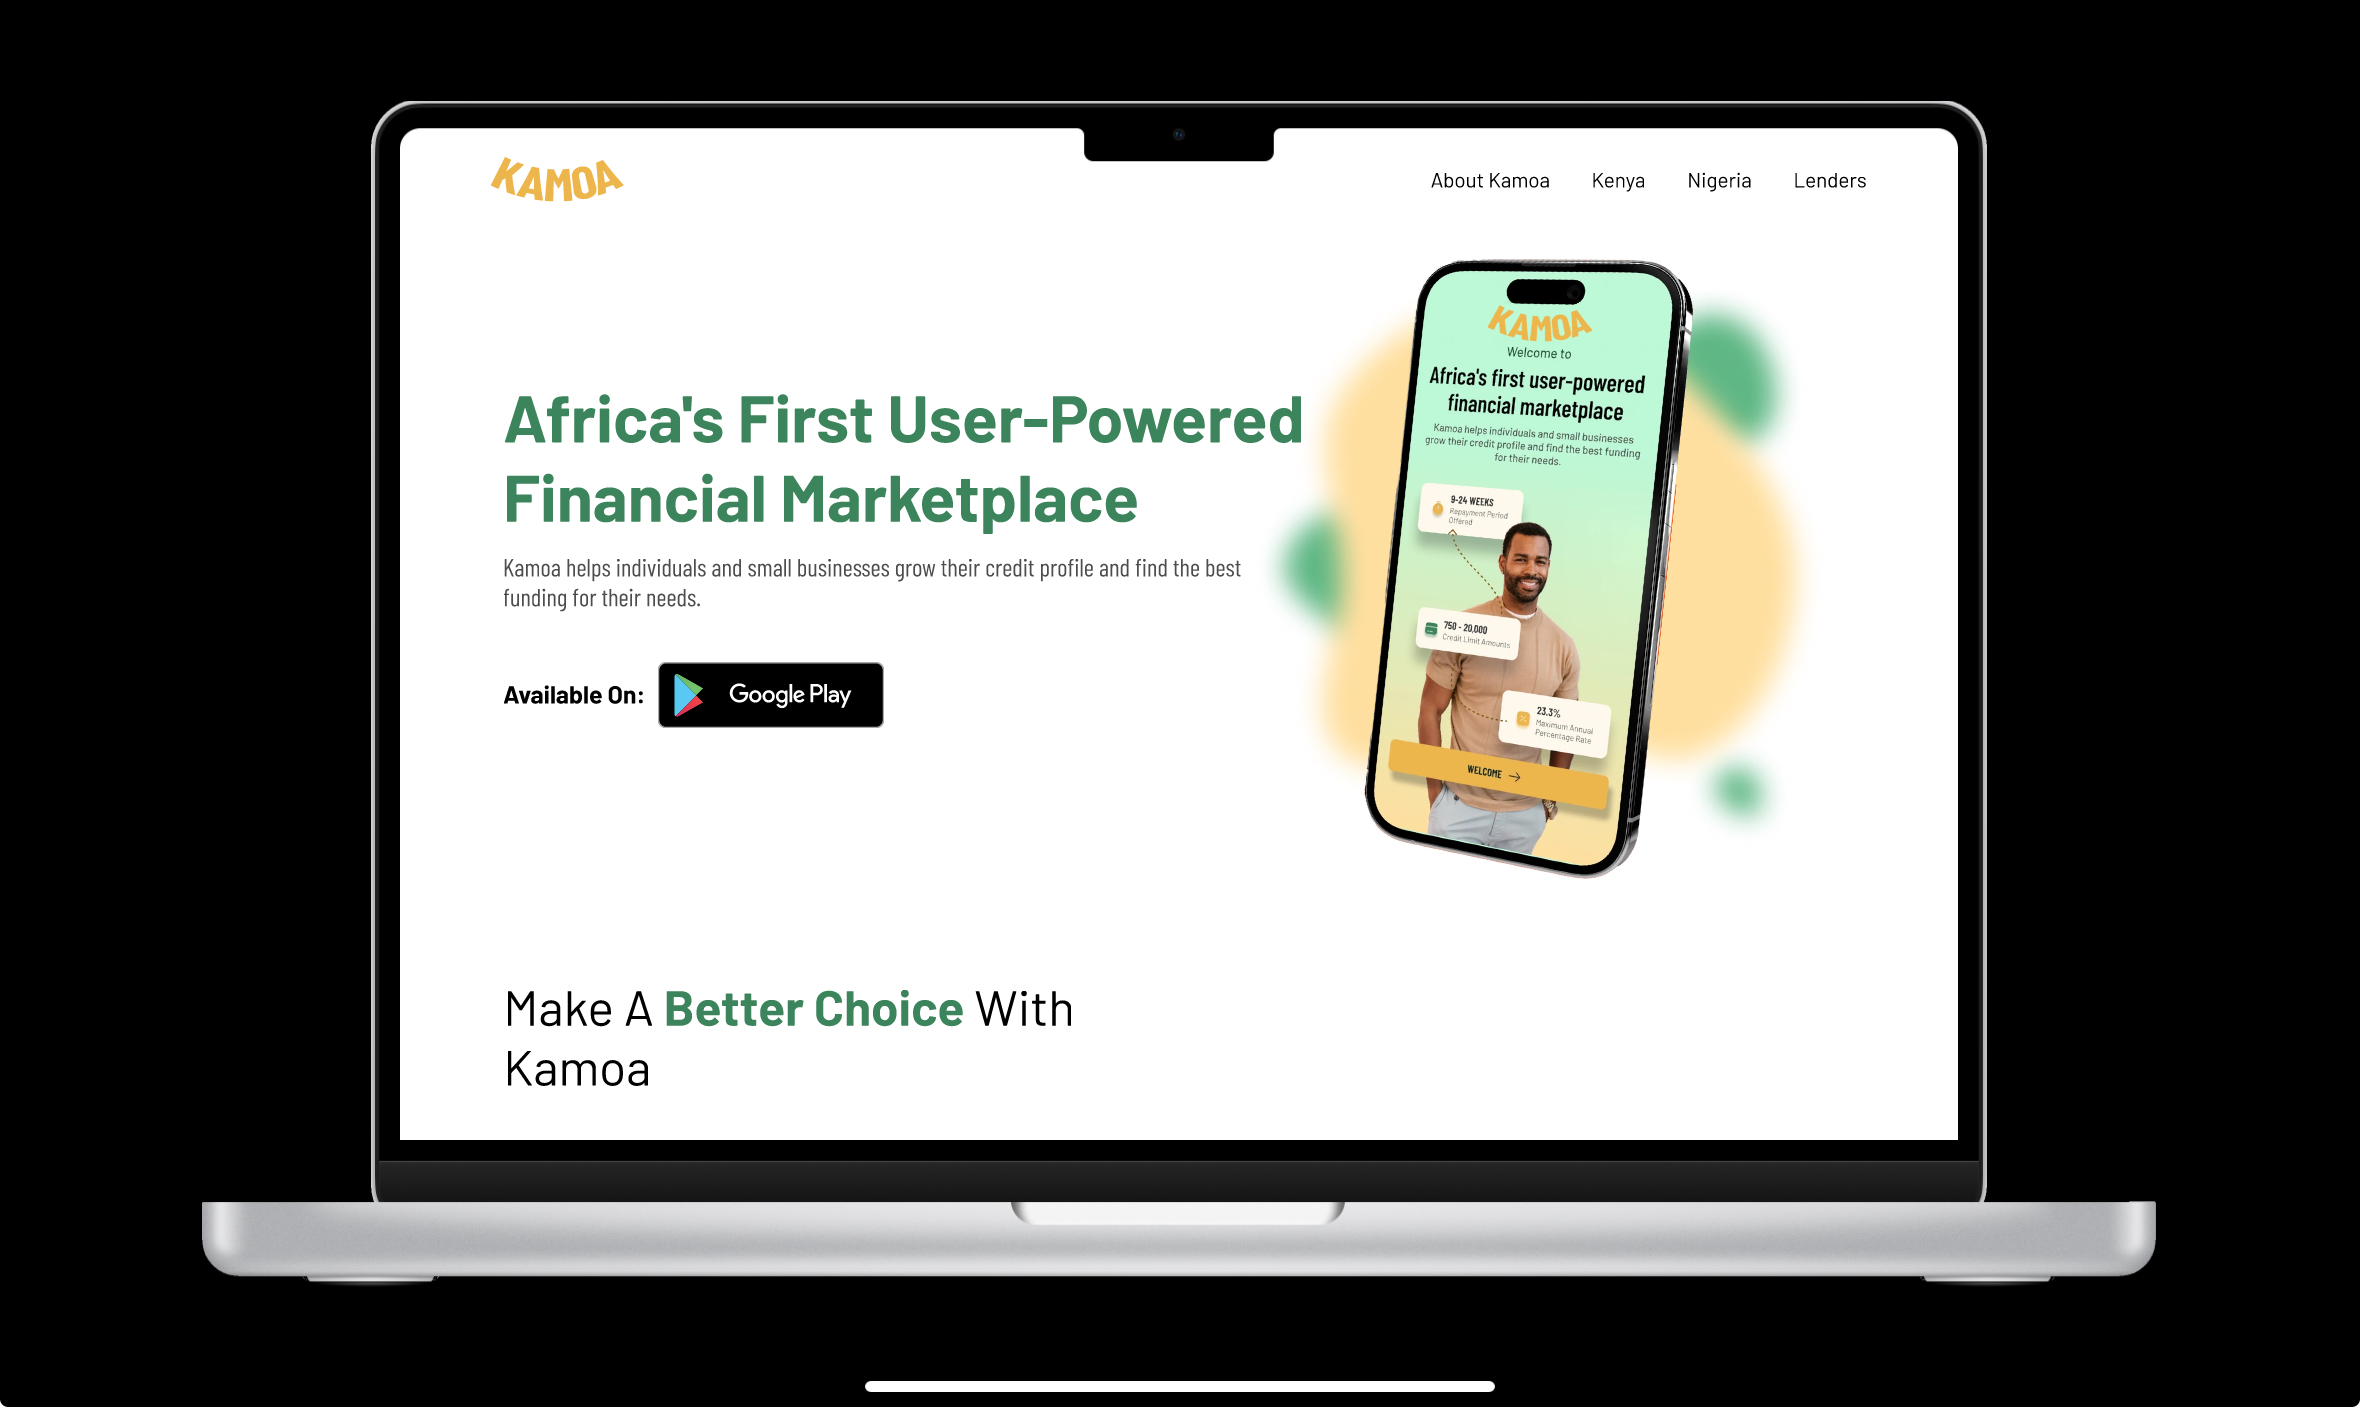 KAMOA
About Kamoa
Kenya
Nigeria
Lenders
Africa's First User-Powered
Financial Marketplace
Kamoa helps individuals and small businesses grow their credit profile and find the best
funding for their needs.
Available On:
Google Play
KAMOA
Welcome to
Africa's first user-powered
financial marketplace
Kamoa helps individuals and small businesses
grow their credit profile and find the best funding
for their needs.
9-24 WEEKS
Repayment Period
Offered
750 - 20,000
Credit Limit Amounts
23.3%
Maximum Annual
Percentage Rate
WELCOME
Make A Better Choice With
Kamoa